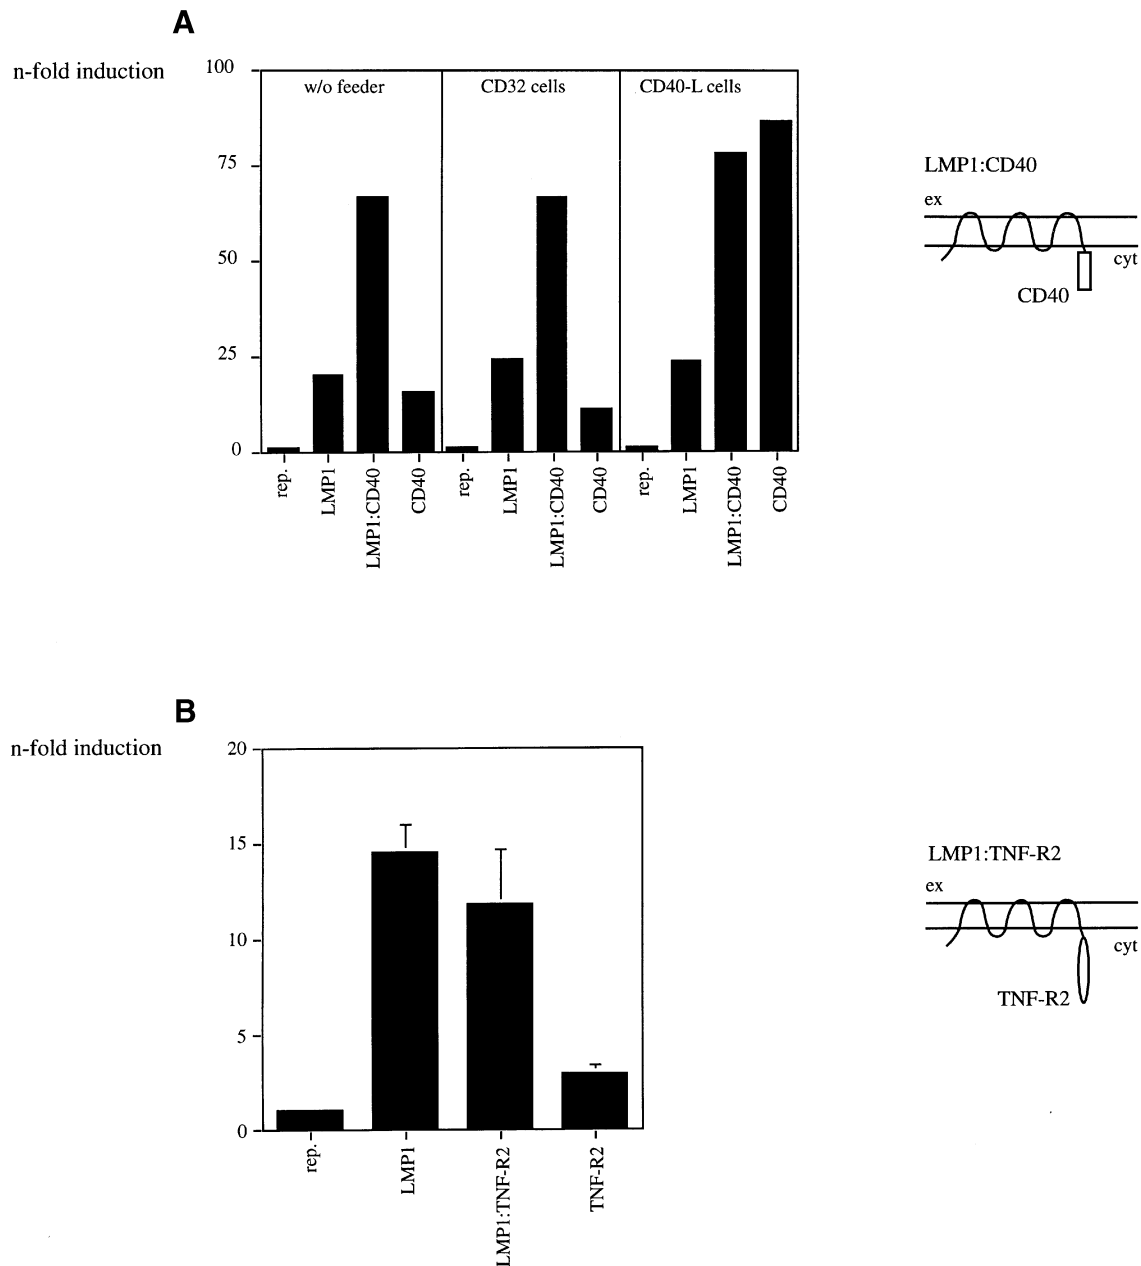 A
n-fold induction
100
75
50
25
0
w/o feeder
CD32 cells
CD40-L cells
rep.
LMP1
LMP1:CD40
CD40
rep.
LMP1
LMP1:CD40
CD40
rep.
LMP1
LMP1:CD40
CD40
LMP1:CD40
ex
cyt
CD40
B
n-fold induction
20
15
10
5
0
rep.
LMP1
LMP1:TNF-R2
TNF-R2
LMP1:TNF-R2
ex
cyt
TNF-R2